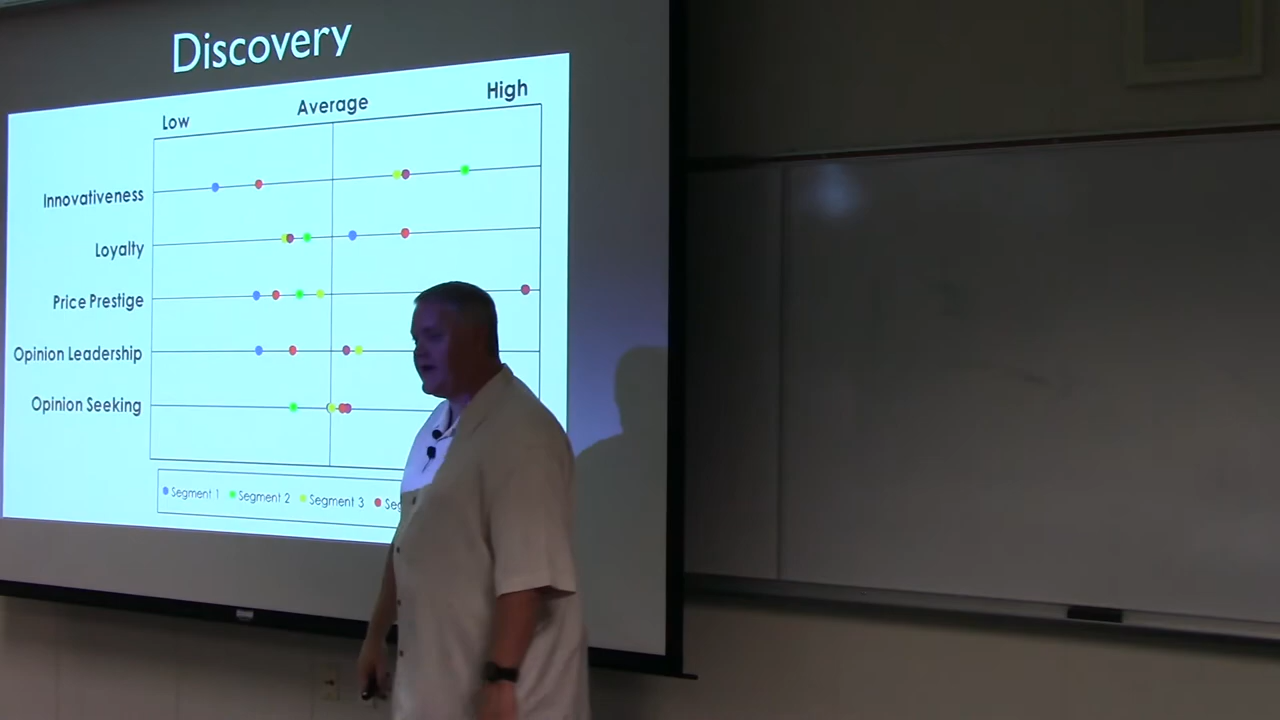 Discovery
Low Average High
Innovativeness
Loyalty
Price Prestige
Opinion Leadership
Opinion Seeking
Segment 1 Segment 2 Segment 3